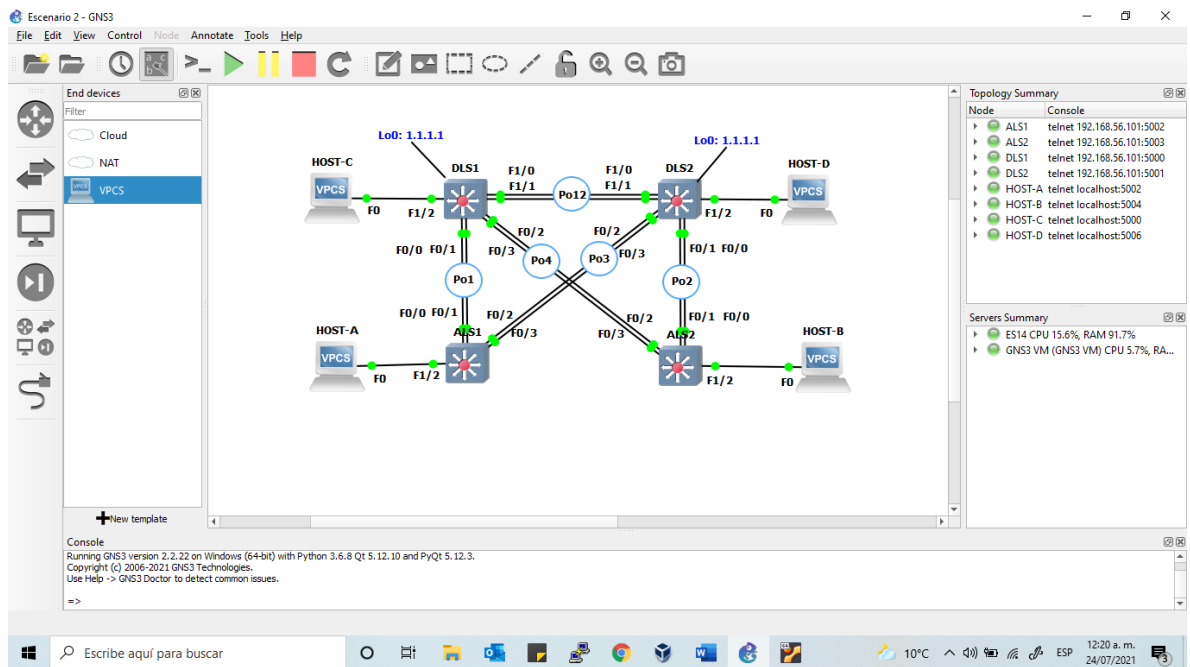 Escenario 2 - GNS3
File Edit View Control Node Annotate Tools Help
End devices
Filter
Cloud
NAT
VPCS
New template
Lo0: 1.1.1.1
Lo0: 1.1.1.1
HOST-C
DLS1
F1/0
F1/0
DLS2
HOST-D
F1/1
F1/1
VPCS
Po12
VPCS
F0
F1/2
F1/2
F0
F0/2
F0/2
F0/0 F0/1
F0/3
Po4
Po3
F0/3
F0/1 F0/0
Po1
Po2
F0/0 F0/1
F0/2
F0/2
F0/1 F0/0
HOST-A
ALS1
F0/3
F0/3
ALS2
HOST-B
VPCS
VPCS
F0
F1/2
F1/2
F0
Topology Summary
Node Console
ALS1 telnet 192.168.56.101:5002
ALS2 telnet 192.168.56.101:5003
DLS1 telnet 192.168.56.101:5000
DLS2 telnet 192.168.56.101:5001
HOST-A telnet localhost:5002
HOST-B telnet localhost:5004
HOST-C telnet localhost:5000
HOST-D telnet localhost:5006
Servers Summary
ES14 CPU 15.6%, RAM 91.7%
GNS3 VM (GNS3 VM) CPU 5.7%, RA...
Console
Running GNS3 version 2.2.22 on Windows (64-bit) with Python 3.6.8 Qt 5.12.10 and PyQt 5.12.3.
Copyright (c) 2006-2021 GNS3 Technologies.
Use Help -> GNS3 Doctor to detect common issues.
=>
Escribe aquí para buscar
10°C
ESP
12:20 a. m.
24/07/2021
3